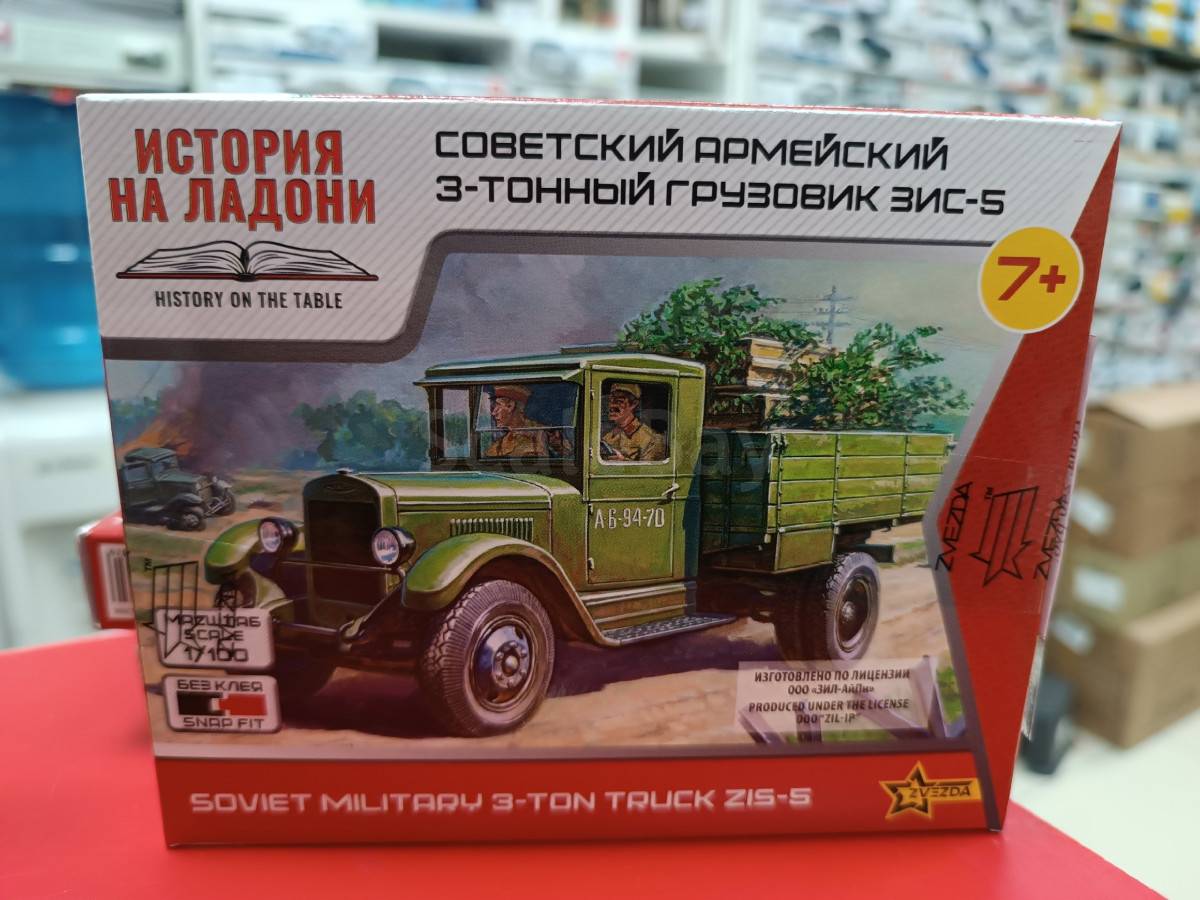 ИСТОРИЯ
НА ЛАДОНИ
HISTORY ON THE TABLE
СОВЕТСКИЙ АРМЕЙСКИЙ
3-ТОННЫЙ ГРУЗОВИК ЗИС-5
7+
А6-94-70
МАСШТАБ
SCALE
1/100
БЕЗ КЛЕЯ
SNAP FIT
ИЗГОТОВЛЕНО ПО ЛИЦЕНЗИИ
ООО «ЗИЛ-АйПи»
PRODUCED UNDER THE LICENSE
OOO "ZIL-IP"
ZVEZDA
ZVEZDA
SOVIET MILITARY 3-TON TRUCK ZIS-5
ZVEZDA